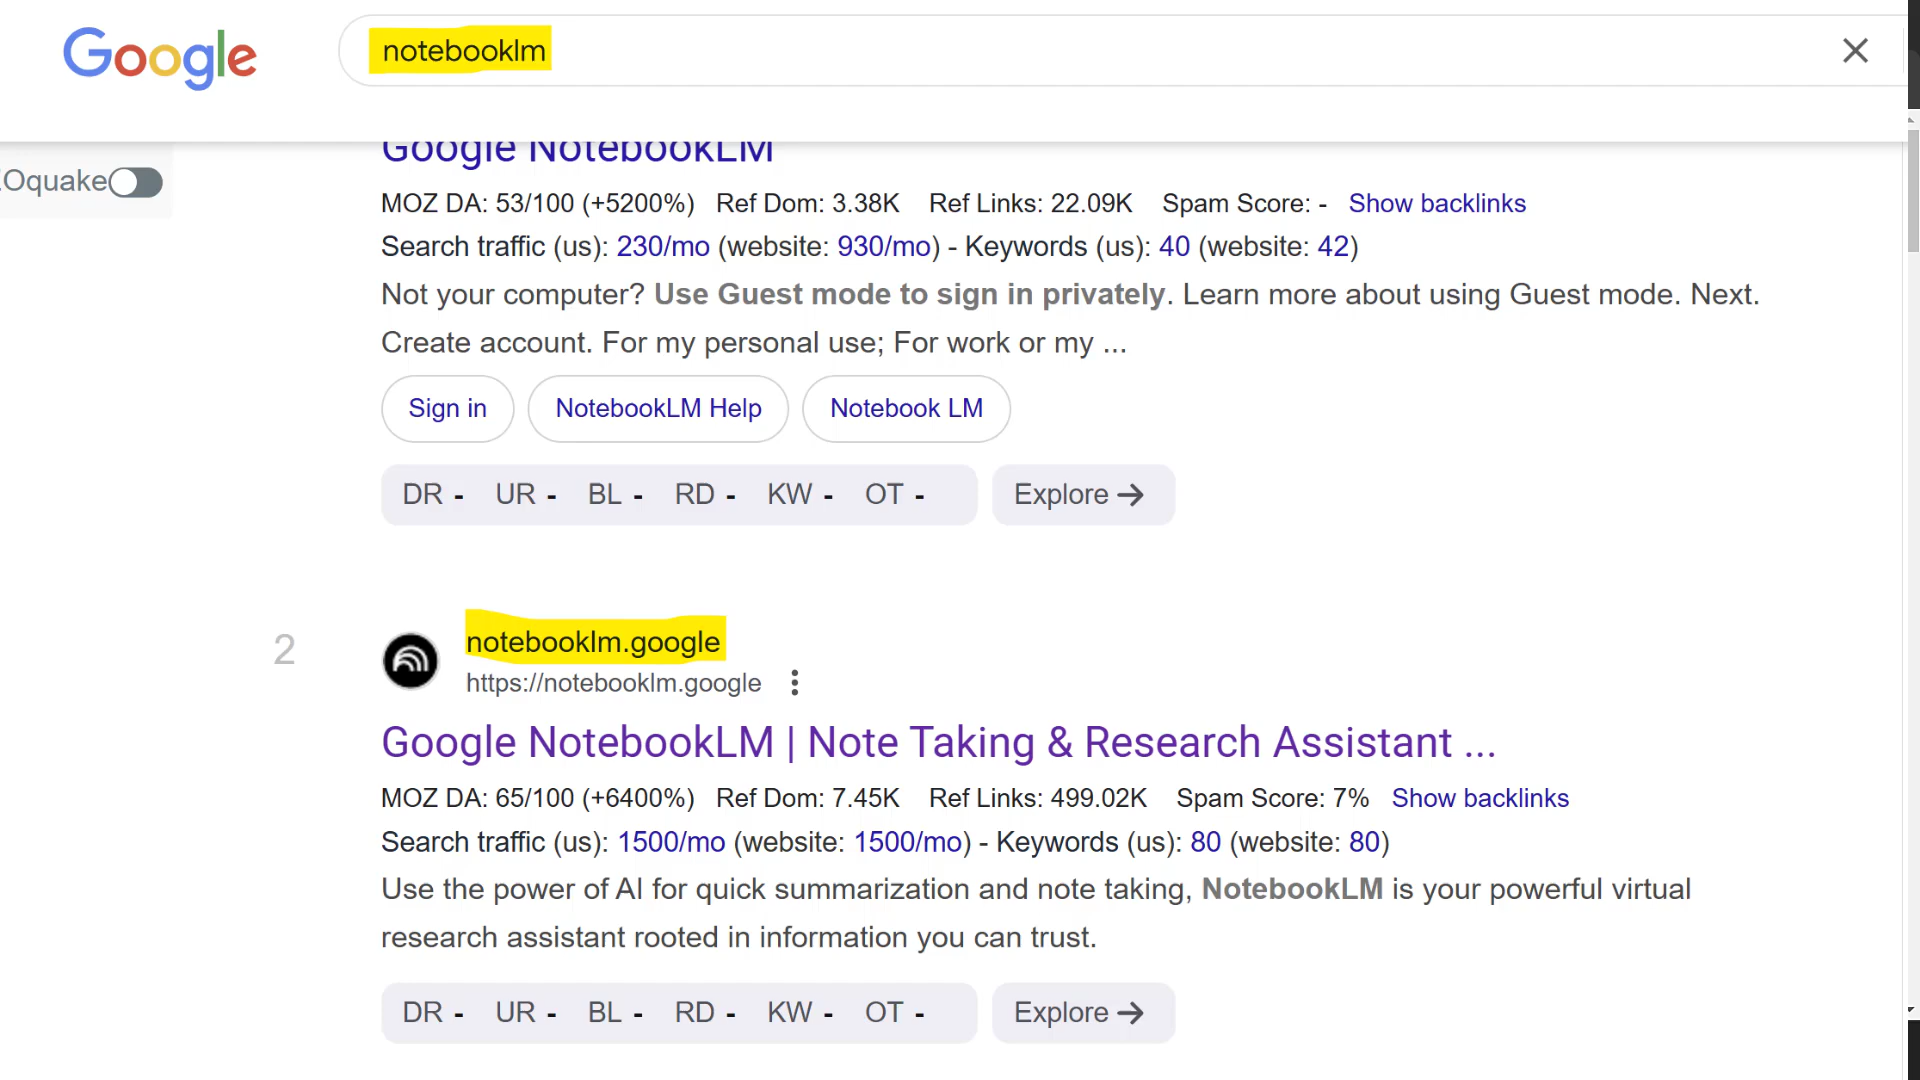 Google
notebooklm
Google NotebookLM
Oquake
MOZ DA: 53/100 (+5200%) Ref Dom: 3.38K Ref Links: 22.09K Spam Score: - Show backlinks
Search traffic (us): 230/mo (website: 930/mo) - Keywords (us): 40 (website: 42)
Not your computer? Use Guest mode to sign in privately. Learn more about using Guest mode. Next.
Create account. For my personal use; For work or my ...
Sign in NotebookLM Help Notebook LM
DR - UR - BL - RD - KW - OT - Explore →
2
notebooklm.google
https://notebooklm.google
Google NotebookLM | Note Taking & Research Assistant ...
MOZ DA: 65/100 (+6400%) Ref Dom: 7.45K Ref Links: 499.02K Spam Score: 7% Show backlinks
Search traffic (us): 1500/mo (website: 1500/mo) - Keywords (us): 80 (website: 80)
Use the power of AI for quick summarization and note taking, NotebookLM is your powerful virtual
research assistant rooted in information you can trust.
DR - UR - BL - RD - KW - OT - Explore →